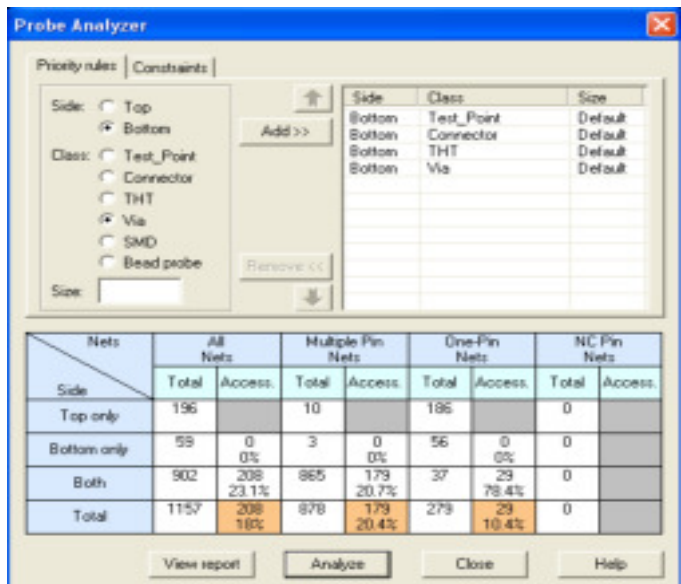 Probe Analyzer
Priority rules
Constraints
Side:
Top
Bottom
Class:
Test_Point
Connector
THT
Via
SMD
Bead probe
Size:
Add >>
Remove <<
Side Class Size
Bottom Test_Point Default
Bottom Connector Default
Bottom THT Default
Bottom Via Default
Nets
Side
All Nets
Multiple Pin Nets
One-Pin Nets
NC Pin Nets
Total Access. Total Access. Total Access. Total Access.
Top only 196 10 186 0
Bottom only 59 0 0% 3 0 0% 56 0 0% 0
Both 902 208 23.1% 865 179 20.7% 37 29 78.4% 0
Total 1157 208 18% 878 179 20.4% 279 29 10.4% 0
View report
Analyze
Close
Help